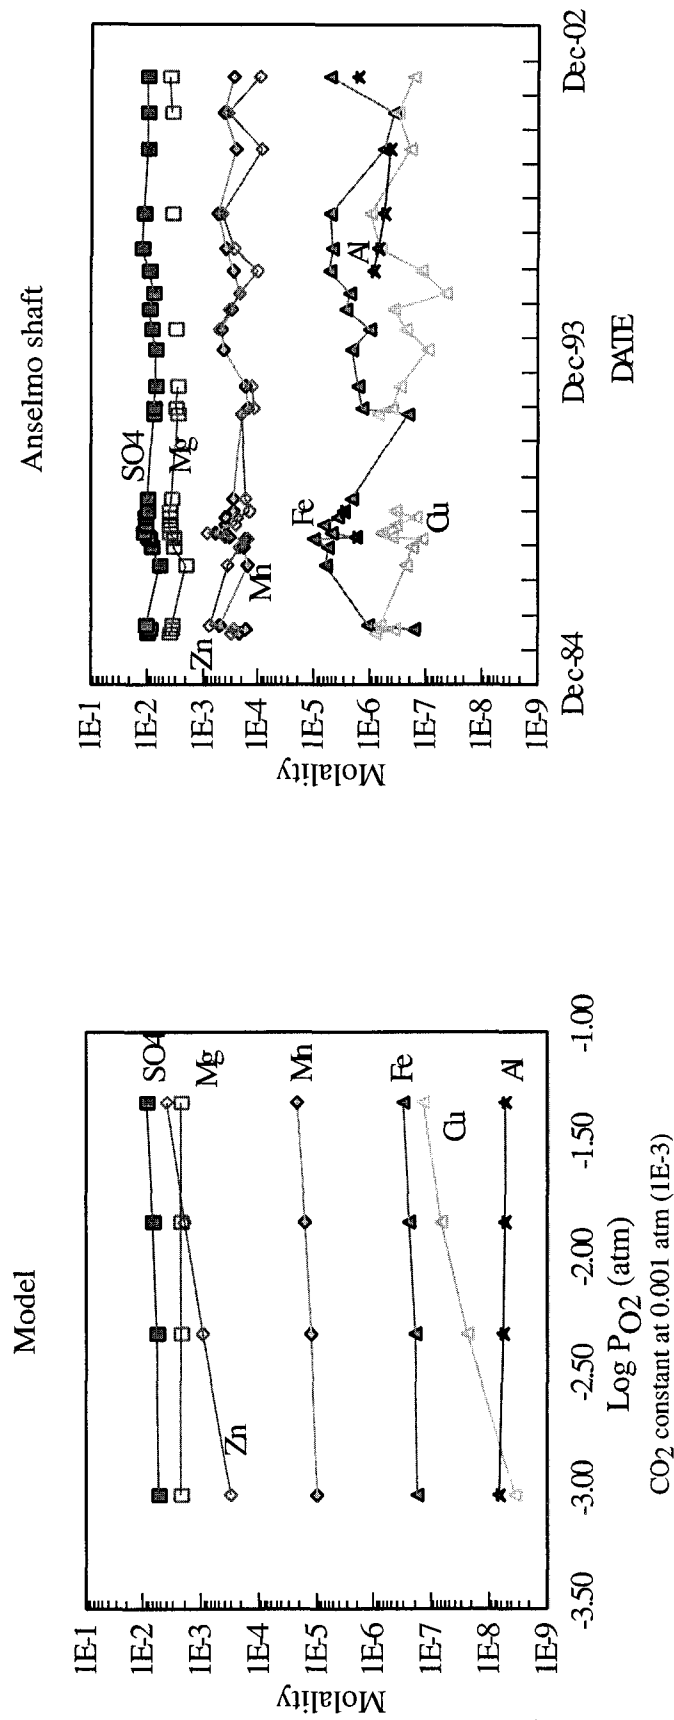 Model
1E-1
1E-2
1E-3
1E-4
1E-5
1E-6
1E-7
1E-8
1E-9
Molality
SO4
Mg
Zn
Mn
Fe
Cu
Al
-3.50
-3.00
-2.50
-2.00
-1.50
-1.00
Log PO2 (atm)
CO2 constant at 0.001 atm (1E-3)
Anselmo shaft
1E-1
1E-2
1E-3
1E-4
1E-5
1E-6
1E-7
1E-8
1E-9
Molality
SO4
Mg
Zn
Mn
Fe
Al
Cu
Dec-84
Dec-93
Dec-02
DATE